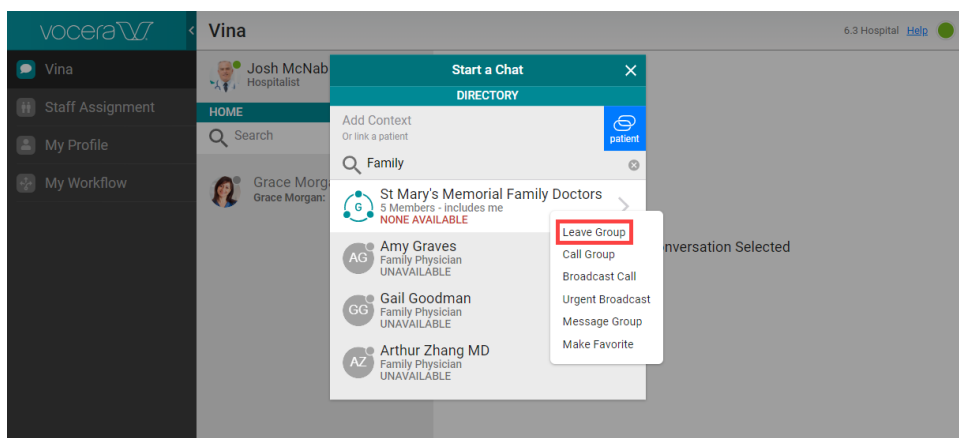 vocera
Vina
6.3 Hospital Help
Vina
Staff Assignment
My Profile
My Workflow
Josh McNab
Hospitalist
HOME
Search
Grace Morg
Grace Morgan:
Start a Chat
DIRECTORY
Add Context
Or link a patient
patient
Family
G
St Mary's Memorial Family Doctors
5 Members - includes me
NONE AVAILABLE
AG
Amy Graves
Family Physician
UNAVAILABLE
GG
Gail Goodman
Family Physician
UNAVAILABLE
AZ
Arthur Zhang MD
Family Physician
UNAVAILABLE
Leave Group
Call Group
Broadcast Call
Urgent Broadcast
Message Group
Make Favorite
nversation Selected